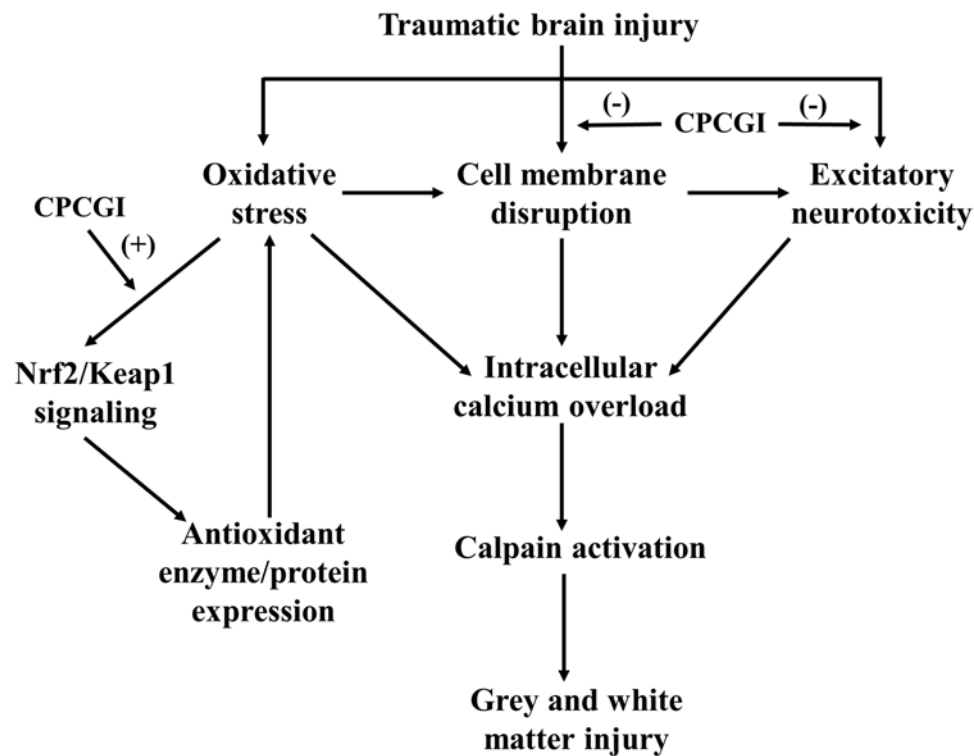 Traumatic brain injury
(-)
CPCGI
(-)
Oxidative
stress
Cell membrane
disruption
Excitatory
neurotoxicity
CPCGI
(+)
Nrf2/Keap1
signaling
Intracellular
calcium overload
Antioxidant
enzyme/protein
expression
Calpain activation
Grey and white
matter injury